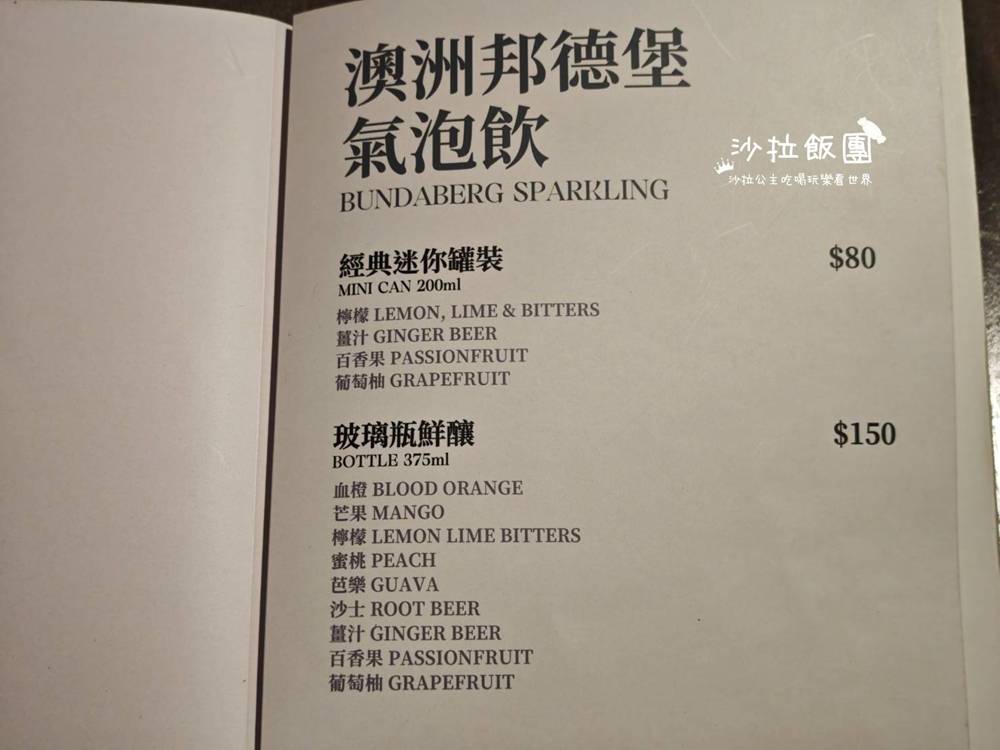 澳洲邦德堡
氣泡飲
BUNDABERG SPARKLING
沙拉飯團
沙拉公主吃喝玩樂看世界
經典迷你罐裝 $80
MINI CAN 200ml
檸檬 LEMON, LIME & BITTERS
薑汁 GINGER BEER
百香果 PASSIONFRUIT
葡萄柚 GRAPEFRUIT
玻璃瓶鮮釀 $150
BOTTLE 375ml
血橙 BLOOD ORANGE
芒果 MANGO
檸檬 LEMON LIME BITTERS
蜜桃 PEACH
芭樂 GUAVA
沙士 ROOT BEER
薑汁 GINGER BEER
百香果 PASSIONFRUIT
葡萄柚 GRAPEFRUIT